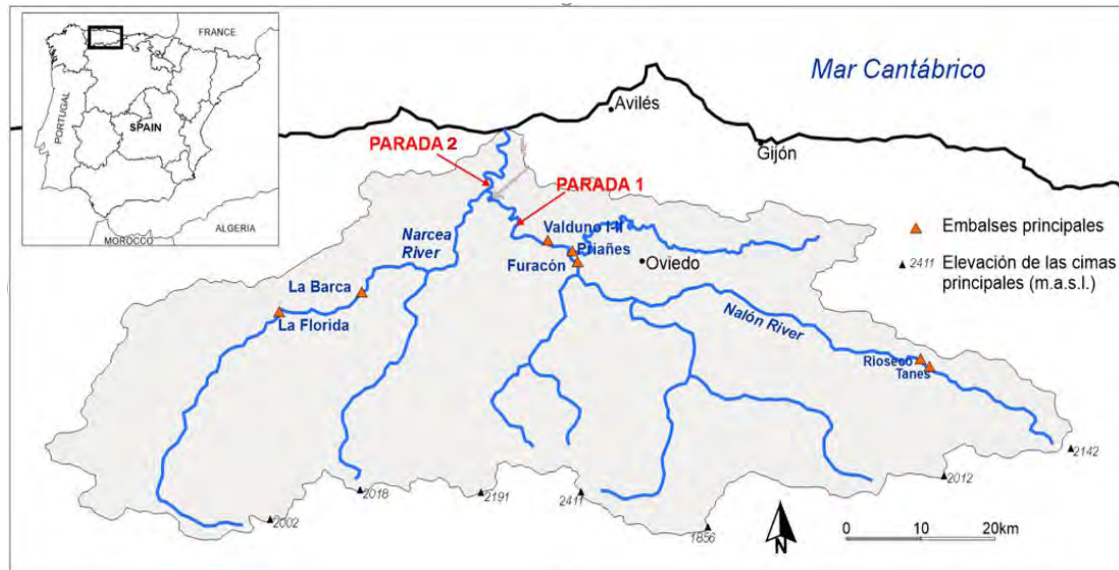 FRANCE
PORTUGAL
SPAIN
ALGERIA
MOROCCO
Mar Cantábrico
Avilés
Gijón
PARADA 2
PARADA 1
Narcea
River
Valduno I-II
Priañes
Furacón
Oviedo
La Barca
La Florida
Nalón River
Rioseco
Tanes
Embalses principales
2411 Elevación de las cimas
principales (m.a.s.l.)
2142
2012
2018
2191
2411
2002
1856
N
0 10 20km